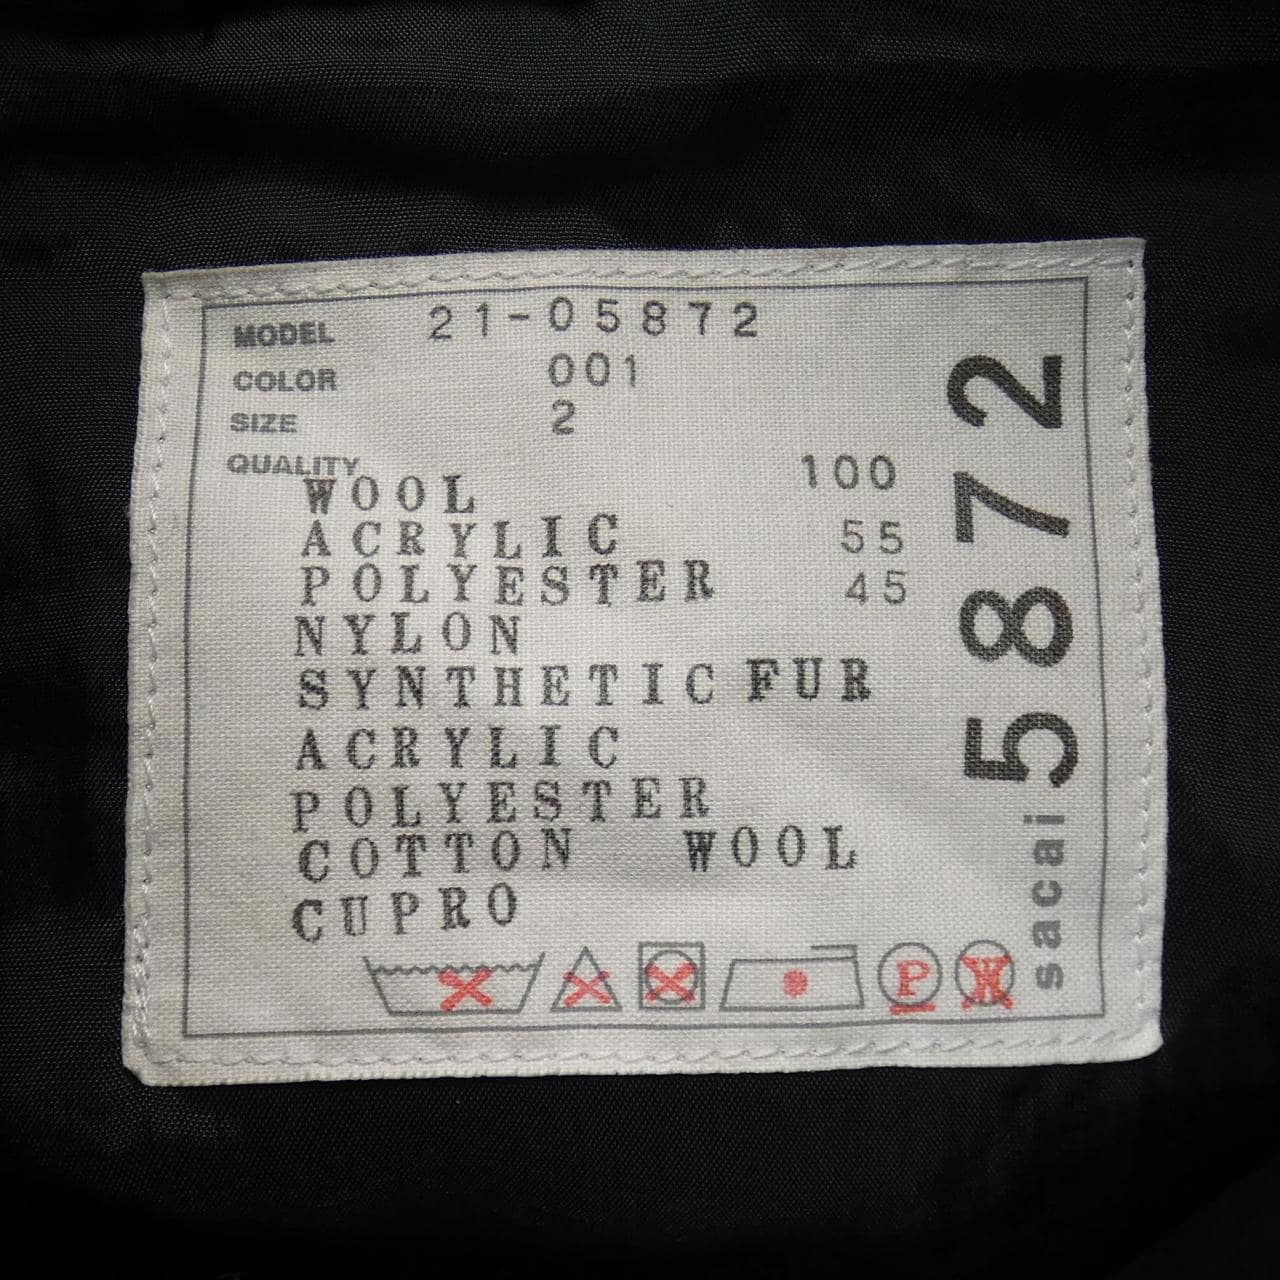 MODEL 21-05872
COLOR 001
SIZE 2
QUALITY
WOOL 100
ACRYLIC 55
POLYESTER 45
NYLON
SYNTHETIC FUR
ACRYLIC
POLYESTER
COTTON WOOL
CUPRO
P W
sacai 5872